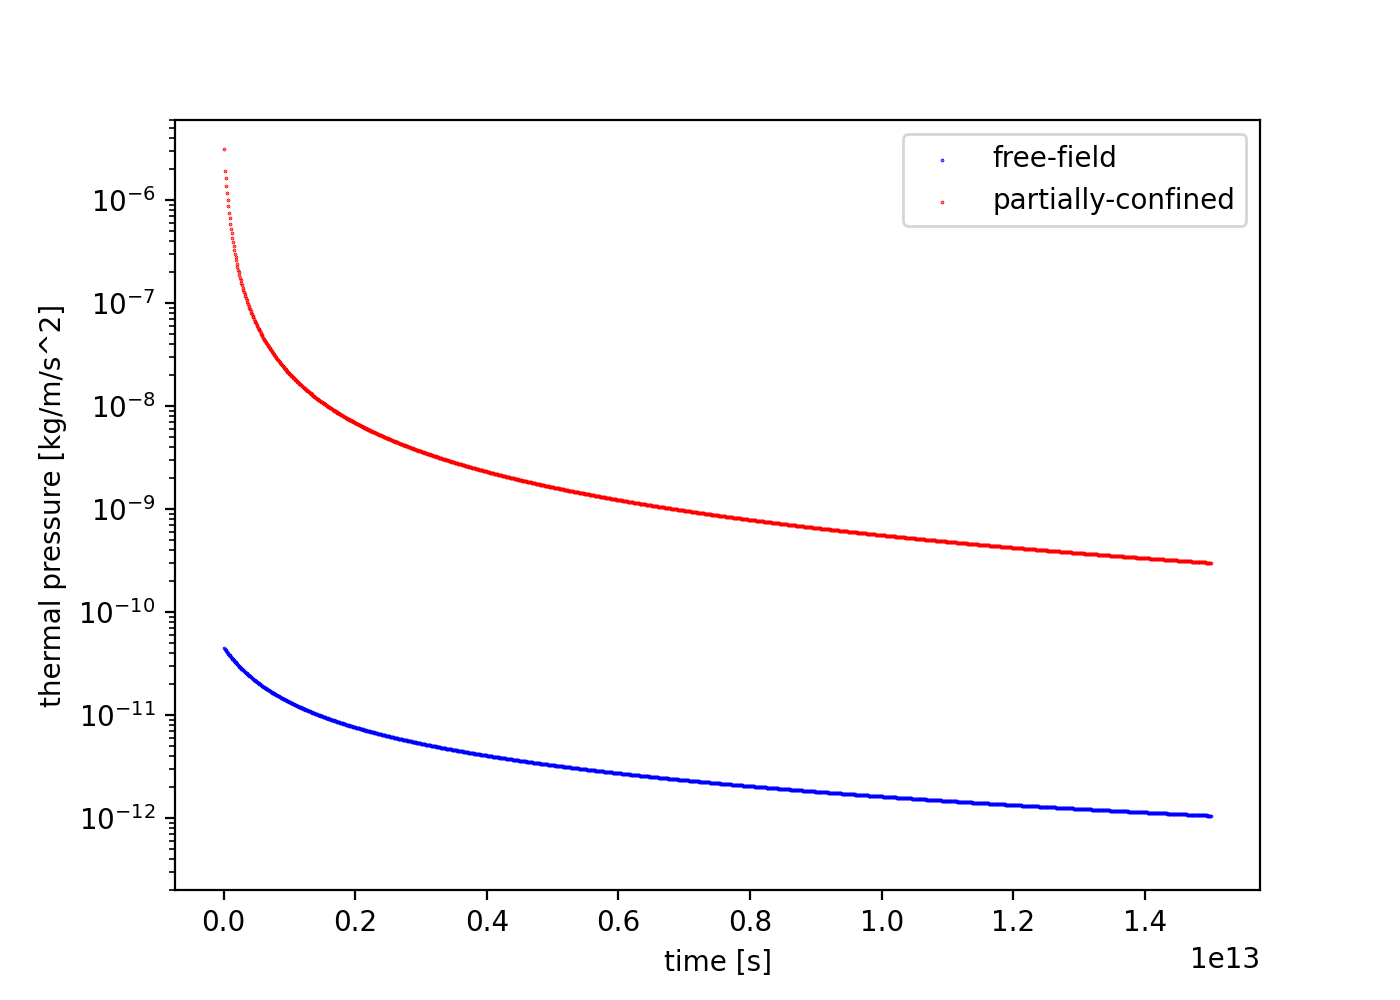 free-field
partially-confined
thermal pressure [kg/m/s^2]
10⁻⁶
10⁻⁷
10⁻⁸
10⁻⁹
10⁻¹⁰
10⁻¹¹
10⁻¹²
0.0 0.2 0.4 0.6 0.8 1.0 1.2 1.4
time [s]
1e13